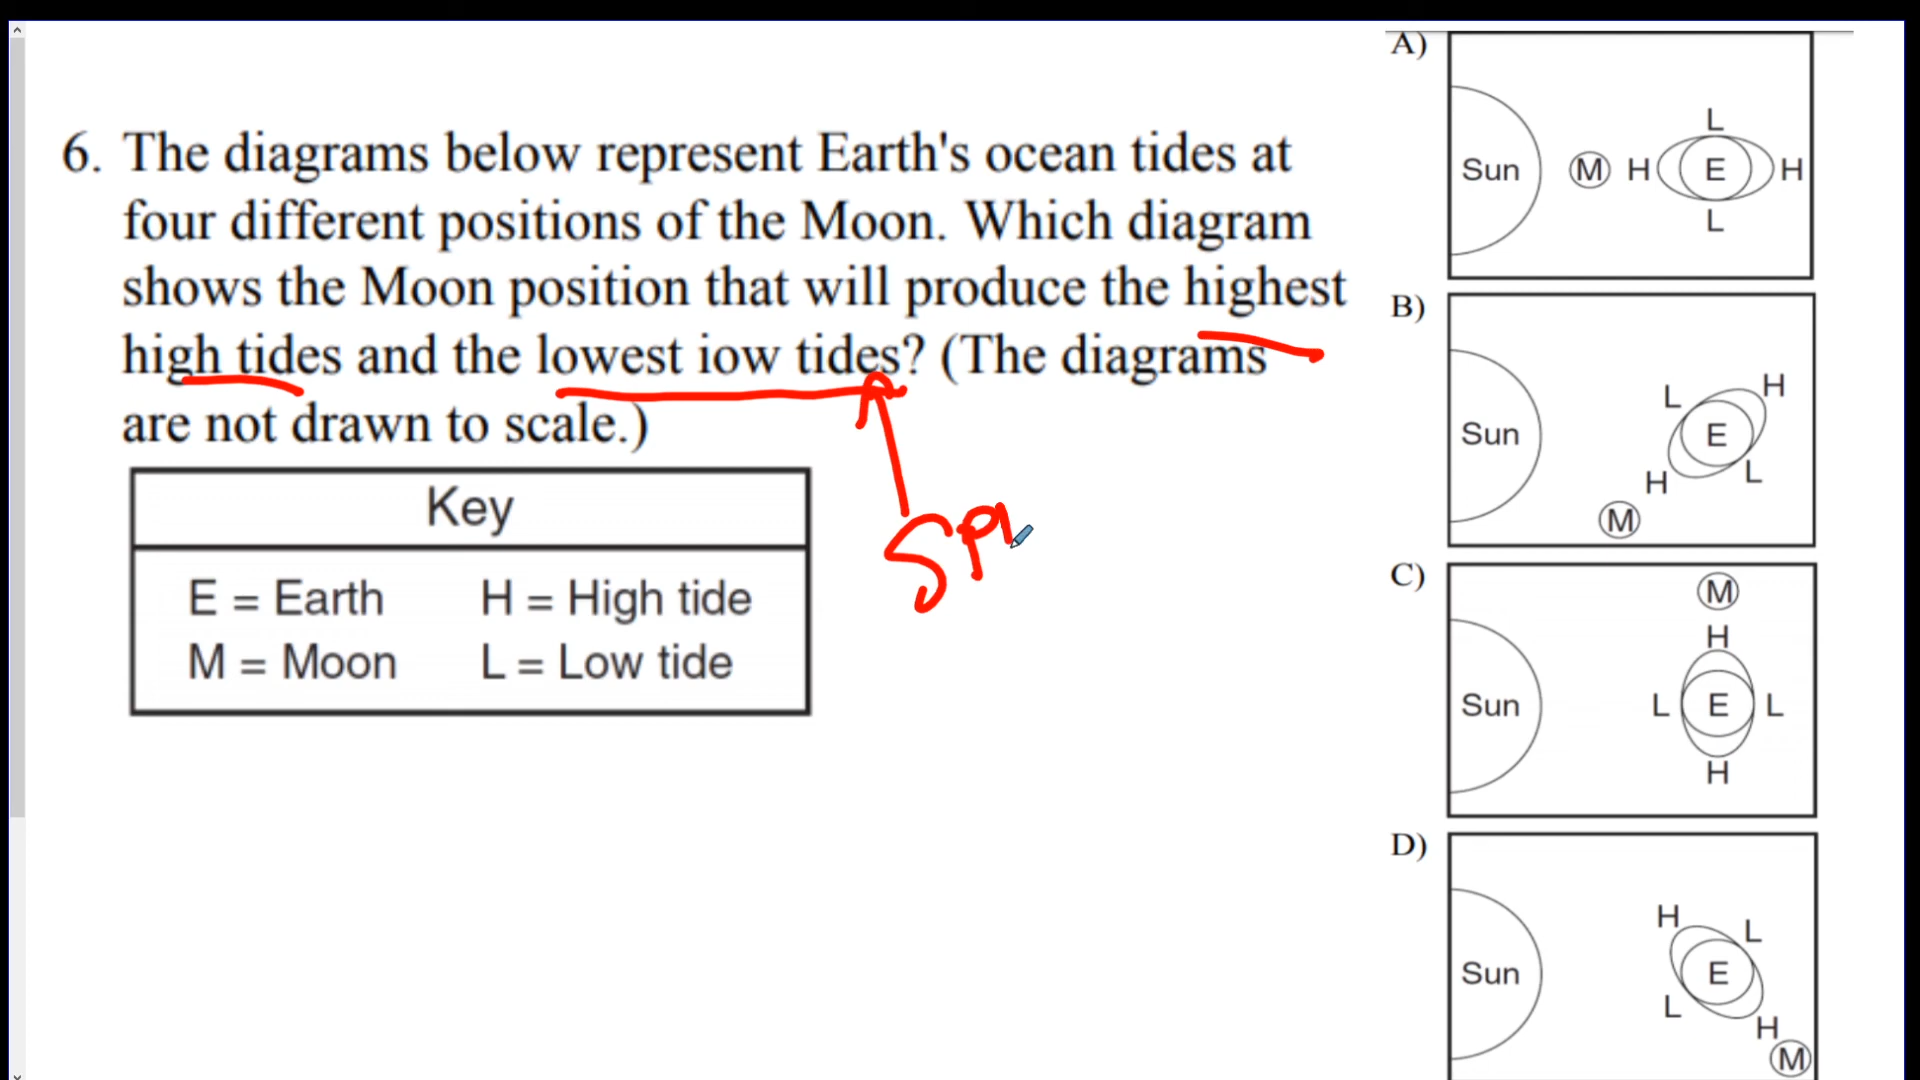 6. The diagrams below represent Earth's ocean tides at
four different positions of the Moon. Which diagram
shows the Moon position that will produce the highest
high tides and the lowest iow tides? (The diagrams
are not drawn to scale.)
Key
E = Earth H = High tide
M = Moon L = Low tide
Sp
A)
L
Sun M H E H
L
B)
H
L
Sun E
L
H
M
C)
M
H
Sun L E L
H
D)
H
L
Sun E
L
H
M